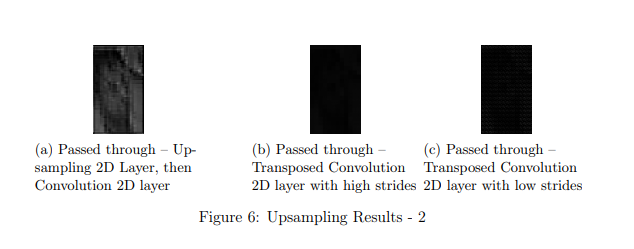 (a) Passed through – Up-
sampling 2D Layer, then
Convolution 2D layer
(b) Passed through –
Transposed Convolution
2D layer with high strides
(c) Passed through –
Transposed Convolution
2D layer with low strides
Figure 6: Upsampling Results - 2